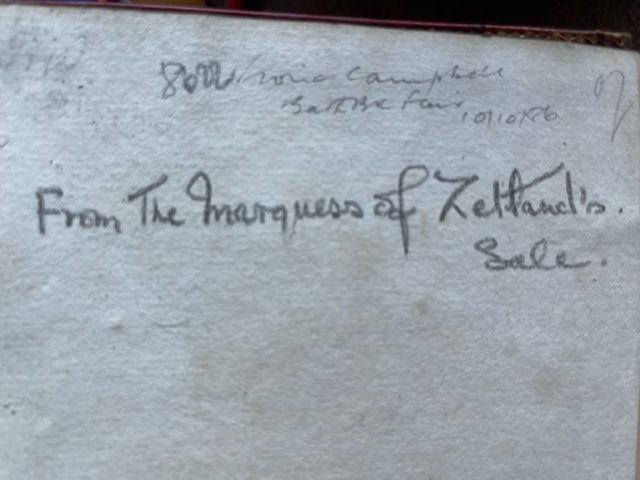 Campbell
Bath Bk Fair 10/10/86
From The Marquess of Zetland's.
Sale.